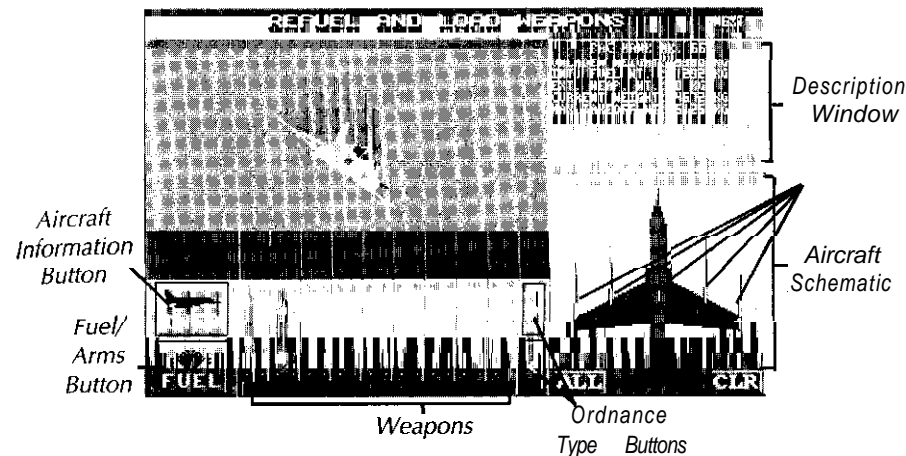 REFUEL AND LOAD WEAPONS
Description
Window
Aircraft
Information
Button
Aircraft
Schematic
Fuel/
Arms
Button
FUEL
ALL
CLR
Weapons
Ordnance
Type Buttons